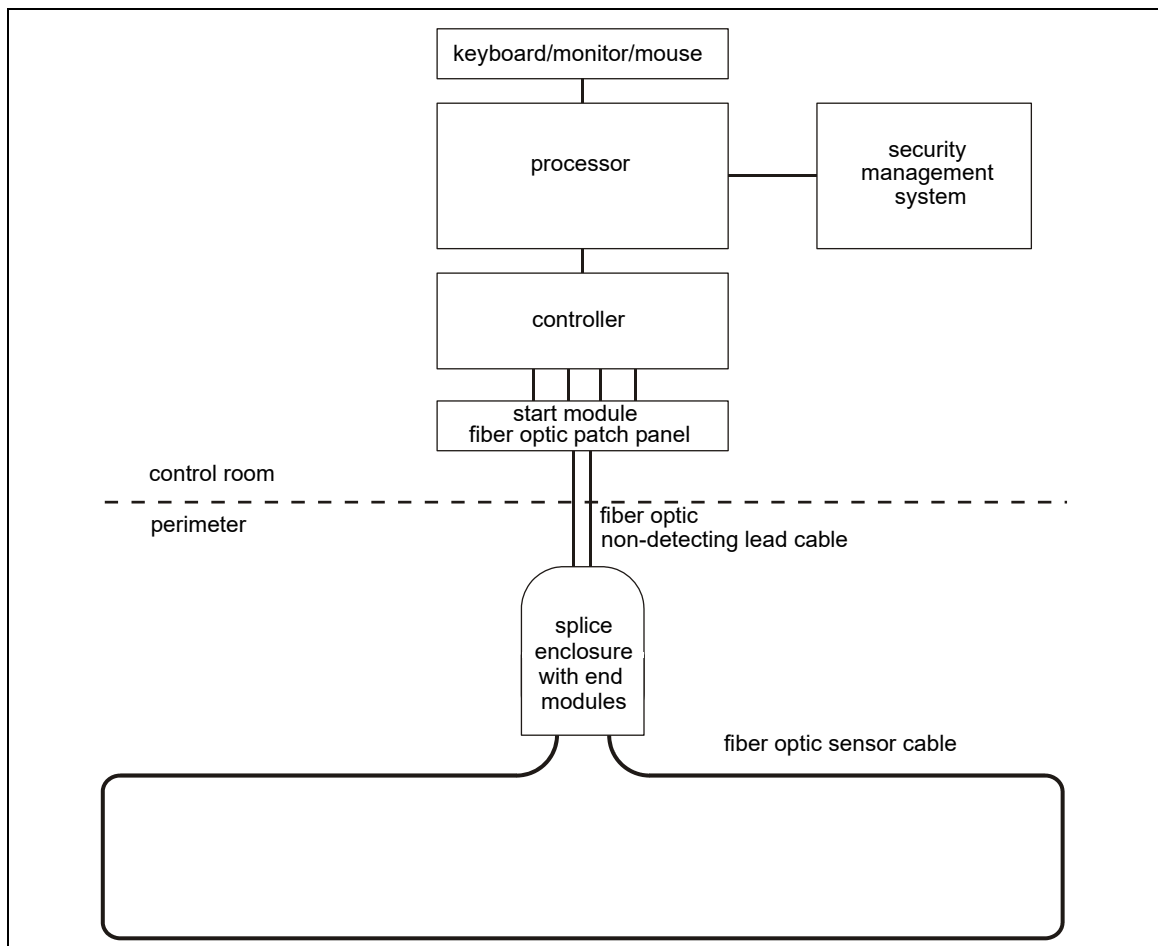 keyboard/monitor/mouse
processor
security
management
system
controller
start module
fiber optic patch panel
control room
perimeter
fiber optic
non-detecting lead cable
splice
enclosure
with end
modules
fiber optic sensor cable